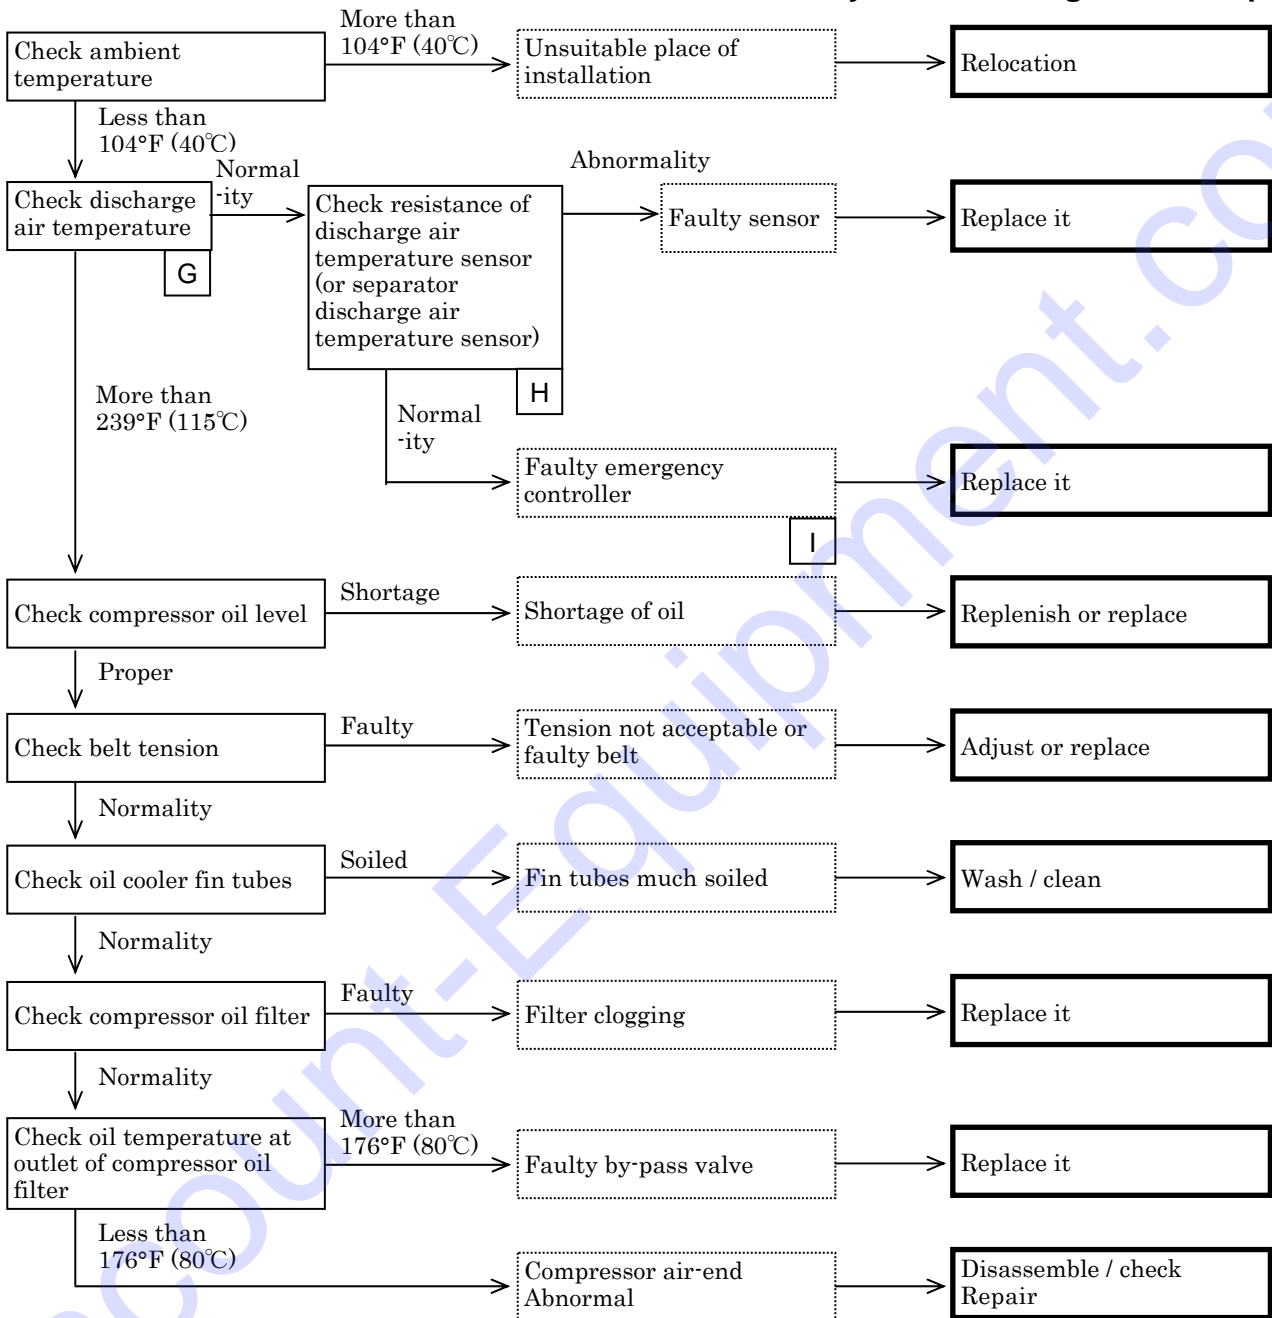 More than
104°F (40℃)
Check ambient
temperature
Unsuitable place of
installation
Relocation
Less than
104°F (40℃)
Normal
-ity
Abnormality
Check discharge
air temperature
G
Check resistance of
discharge air
temperature sensor
(or separator
discharge air
temperature sensor)
H
Faulty sensor
Replace it
More than
239°F (115℃)
Normal
-ity
Faulty emergency
controller
I
Replace it
Check compressor oil level
Shortage
Shortage of oil
Replenish or replace
Proper
Check belt tension
Faulty
Tension not acceptable or
faulty belt
Adjust or replace
Normality
Check oil cooler fin tubes
Soiled
Fin tubes much soiled
Wash / clean
Normality
Check compressor oil filter
Faulty
Filter clogging
Replace it
Normality
Check oil temperature at
outlet of compressor oil
filter
More than
176°F (80℃)
Faulty by-pass valve
Replace it
Less than
176°F (80℃)
Compressor air-end
Abnormal
Disassemble / check
Repair
count-Equipment.co